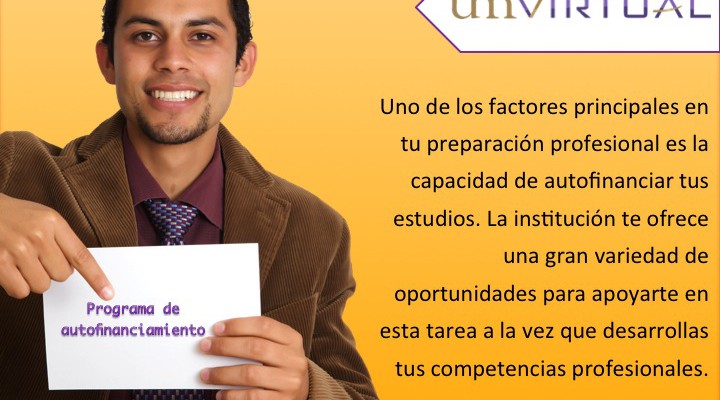 UMVIRTUAL
Uno de los factores principales en
tu preparación profesional es la
capacidad de autofinanciar tus
estudios. La institución te ofrece
una gran variedad de
oportunidades para apoyarte en
esta tarea a la vez que desarrollas
tus competencias profesionales.
Programa de
autofinanciamiento